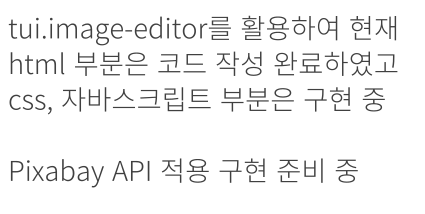 tui.image-editor를 활용하여 현재
html 부분은 코드 작성 완료하였고
css, 자바스크립트 부분은 구현 중
Pixabay API 적용 구현 준비 중